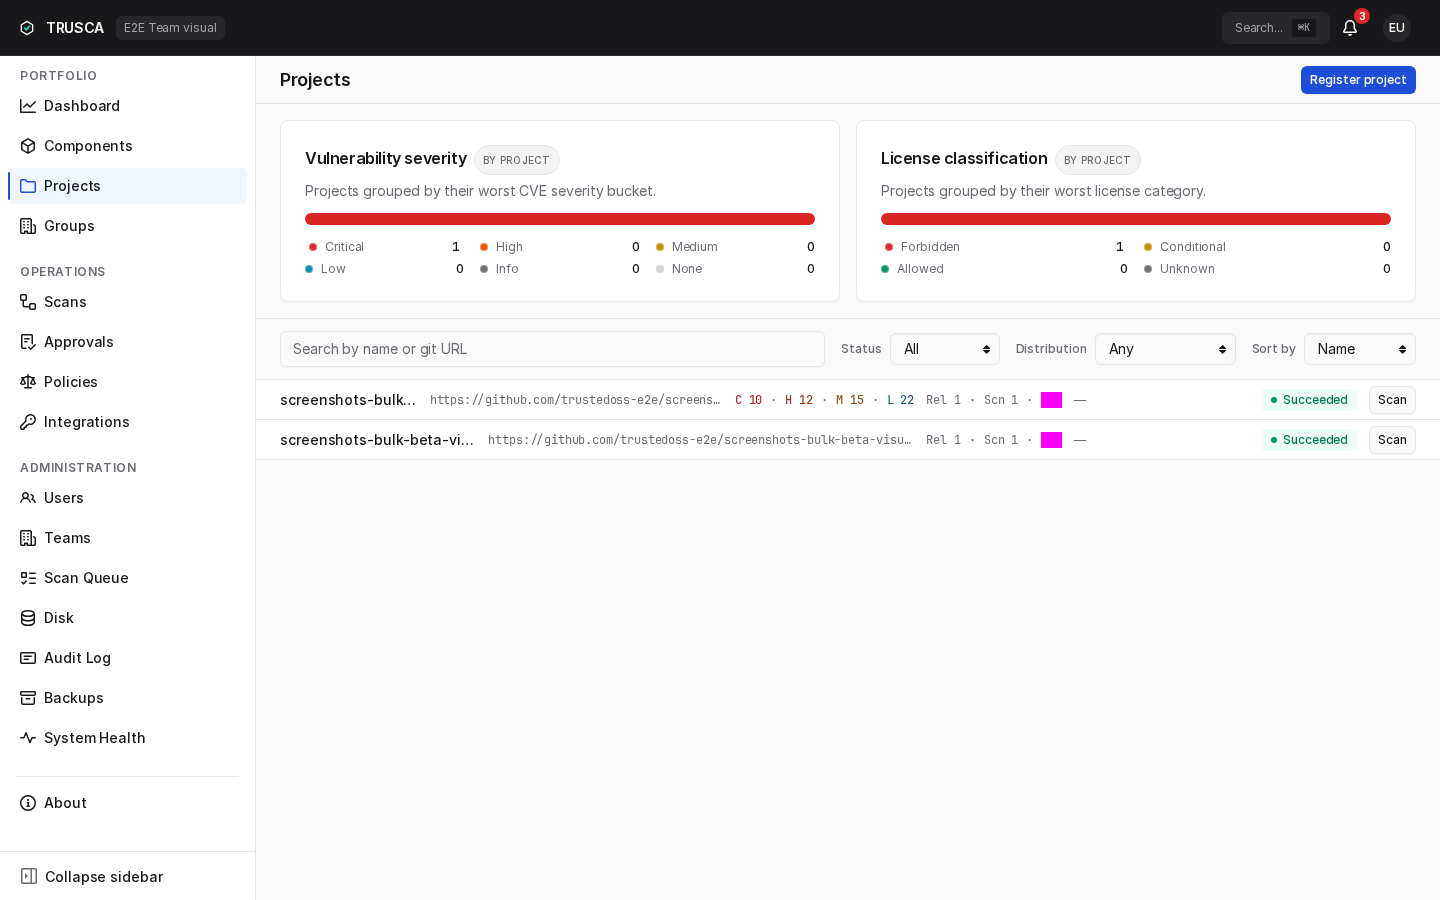 TRUSCA E2E Team visual Search... ⌘K 3 EU
PORTFOLIO
Dashboard
Components
Projects
Groups
OPERATIONS
Scans
Approvals
Policies
Integrations
ADMINISTRATION
Users
Teams
Scan Queue
Disk
Audit Log
Backups
System Health
About
Collapse sidebar
Projects Register project
Vulnerability severity BY PROJECT
Projects grouped by their worst CVE severity bucket.
Critical 1 High 0 Medium 0
Low 0 Info 0 None 0
License classification BY PROJECT
Projects grouped by their worst license category.
Forbidden 1 Conditional 0
Allowed 0 Unknown 0
Search by name or git URL Status All Distribution Any Sort by Name
screenshots-bulk... https://github.com/trustedoss-e2e/screens... C 10 · H 12 · M 15 · L 22 Rel 1 · Scn 1 · — Succeeded Scan
screenshots-bulk-beta-vi... https://github.com/trustedoss-e2e/screenshots-bulk-beta-visu... Rel 1 · Scn 1 · — Succeeded Scan